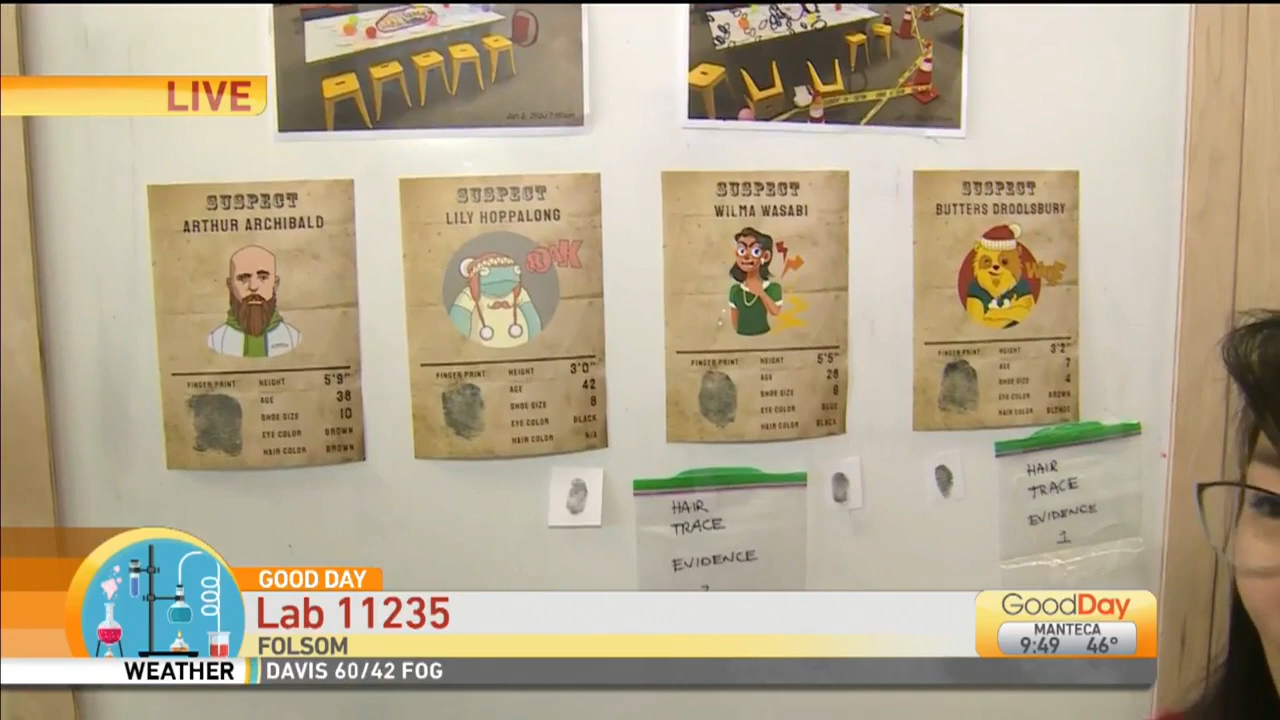 LIVE
SUSPECT
ARTHUR ARCHIBALD
FINGER PRINT
HEIGHT 5'9"
AGE 38
SHOE SIZE 10
EYE COLOR BROWN
HAIR COLOR BROWN
SUSPECT
LILY HOPPALONG
FINGER PRINT
HEIGHT 3'0"
AGE 42
SHOE SIZE 8
EYE COLOR BLACK
HAIR COLOR N/A
SUSPECT
WILMA WASABI
FINGER PRINT
HEIGHT 5'5"
AGE 28
SHOE SIZE 6
EYE COLOR BLUE
HAIR COLOR BLACK
SUSPECT
BUTTERS DROOLSBURY
WOOF
FINGER PRINT
HEIGHT 3'2"
AGE 7
SHOE SIZE 4
EYE COLOR BROWN
HAIR COLOR BLONDE
HAIR
TRACE
EVIDENCE
HAIR
TRACE
EVIDENCE
1
GOOD DAY
Lab 11235
FOLSOM
WEATHER
DAVIS 60/42 FOG
GoodDay
MANTECA
9:49 46°